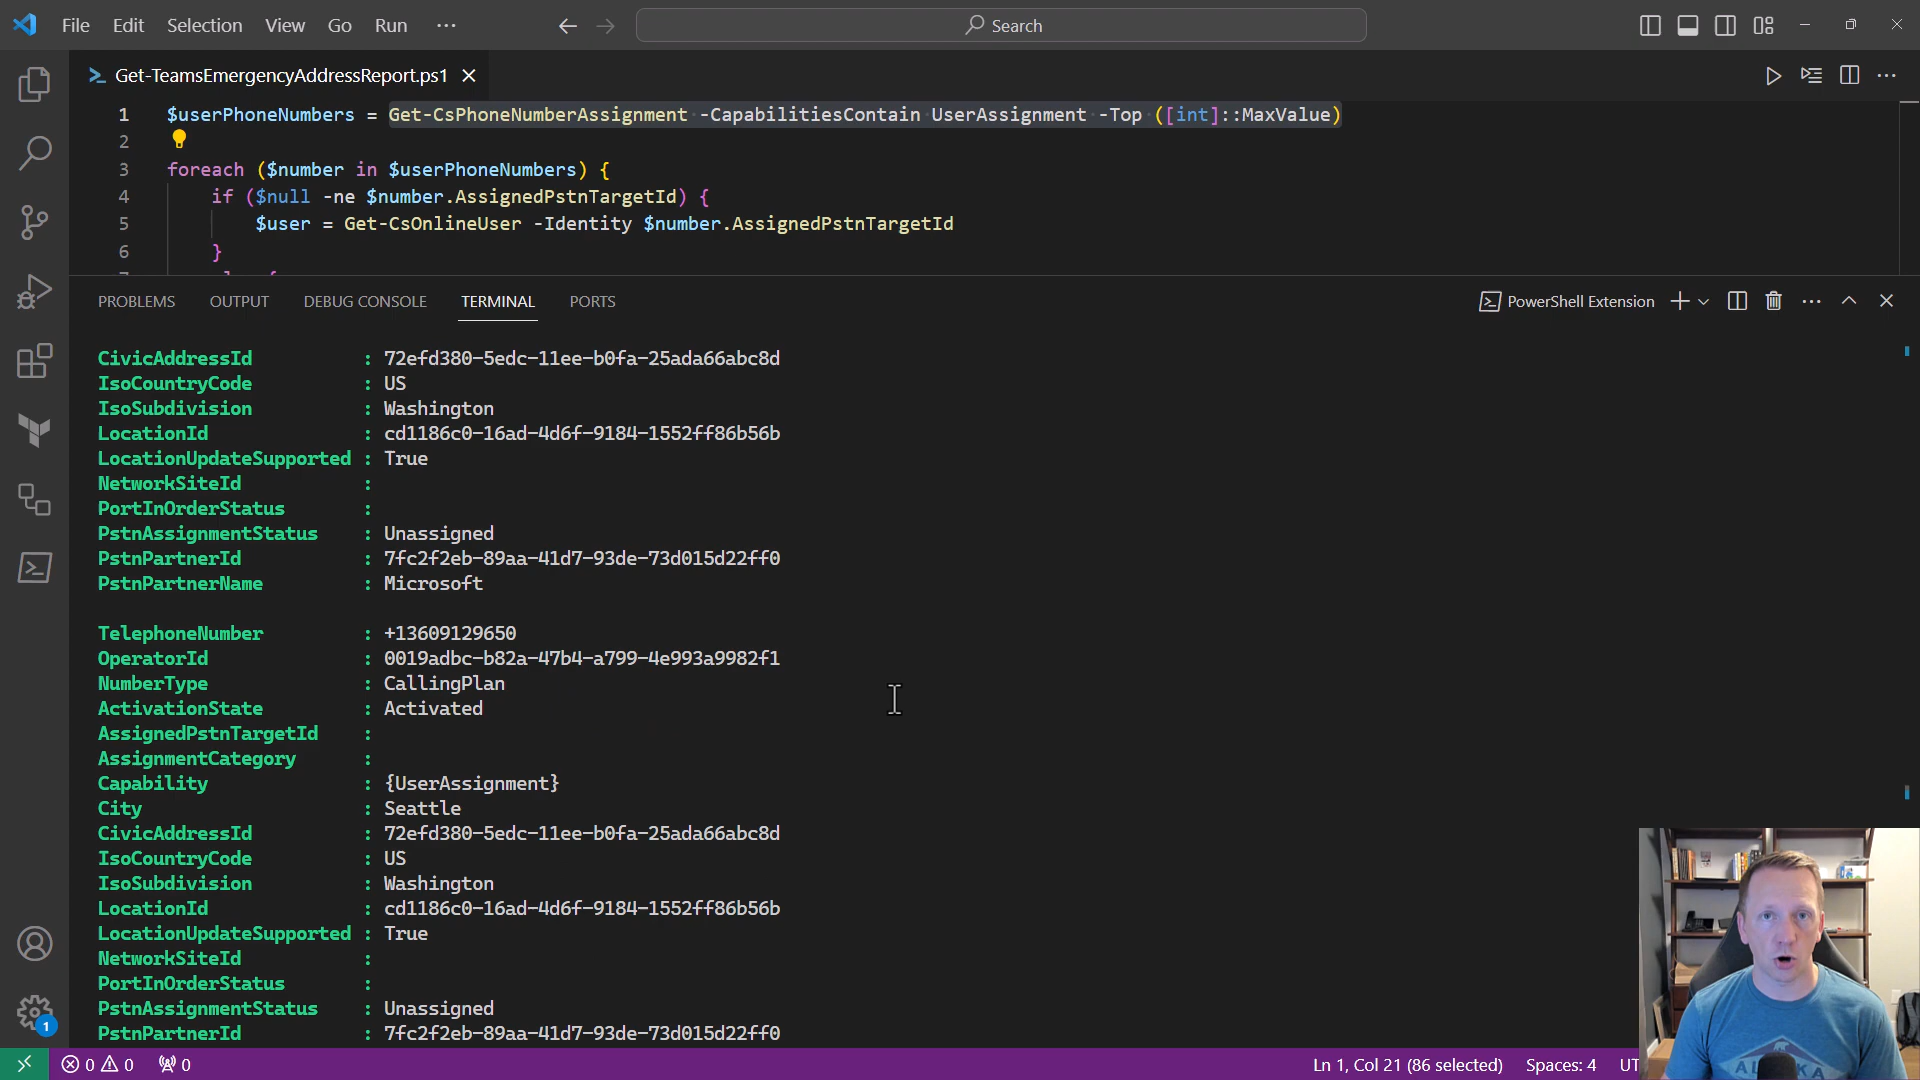 File Edit Selection View Go Run ...
Search
Get-TeamsEmergencyAddressReport.ps1
1 $userPhoneNumbers = Get-CsPhoneNumberAssignment -CapabilitiesContain UserAssignment -Top ([int]::MaxValue)
2
3 foreach ($number in $userPhoneNumbers) {
4 if ($null -ne $number.AssignedPstnTargetId) {
5 $user = Get-CsOnlineUser -Identity $number.AssignedPstnTargetId
6 }
PROBLEMS OUTPUT DEBUG CONSOLE TERMINAL PORTS PowerShell Extension
CivicAddressId : 72efd380-5edc-11ee-b0fa-25ada66abc8d
IsoCountryCode : US
IsoSubdivision : Washington
LocationId : cd1186c0-16ad-4d6f-9184-1552ff86b56b
LocationUpdateSupported : True
NetworkSiteId :
PortInOrderStatus :
PstnAssignmentStatus : Unassigned
PstnPartnerId : 7fc2f2eb-89aa-41d7-93de-73d015d22ff0
PstnPartnerName : Microsoft
TelephoneNumber : +13609129650
OperatorId : 0019adbc-b82a-47b4-a799-4e993a9982f1
NumberType : CallingPlan
ActivationState : Activated
AssignedPstnTargetId :
AssignmentCategory :
Capability : {UserAssignment}
City : Seattle
CivicAddressId : 72efd380-5edc-11ee-b0fa-25ada66abc8d
IsoCountryCode : US
IsoSubdivision : Washington
LocationId : cd1186c0-16ad-4d6f-9184-1552ff86b56b
LocationUpdateSupported : True
NetworkSiteId :
PortInOrderStatus :
PstnAssignmentStatus : Unassigned
PstnPartnerId : 7fc2f2eb-89aa-41d7-93de-73d015d22ff0
1
0 0 0 Ln 1, Col 21 (86 selected) Spaces: 4 UT